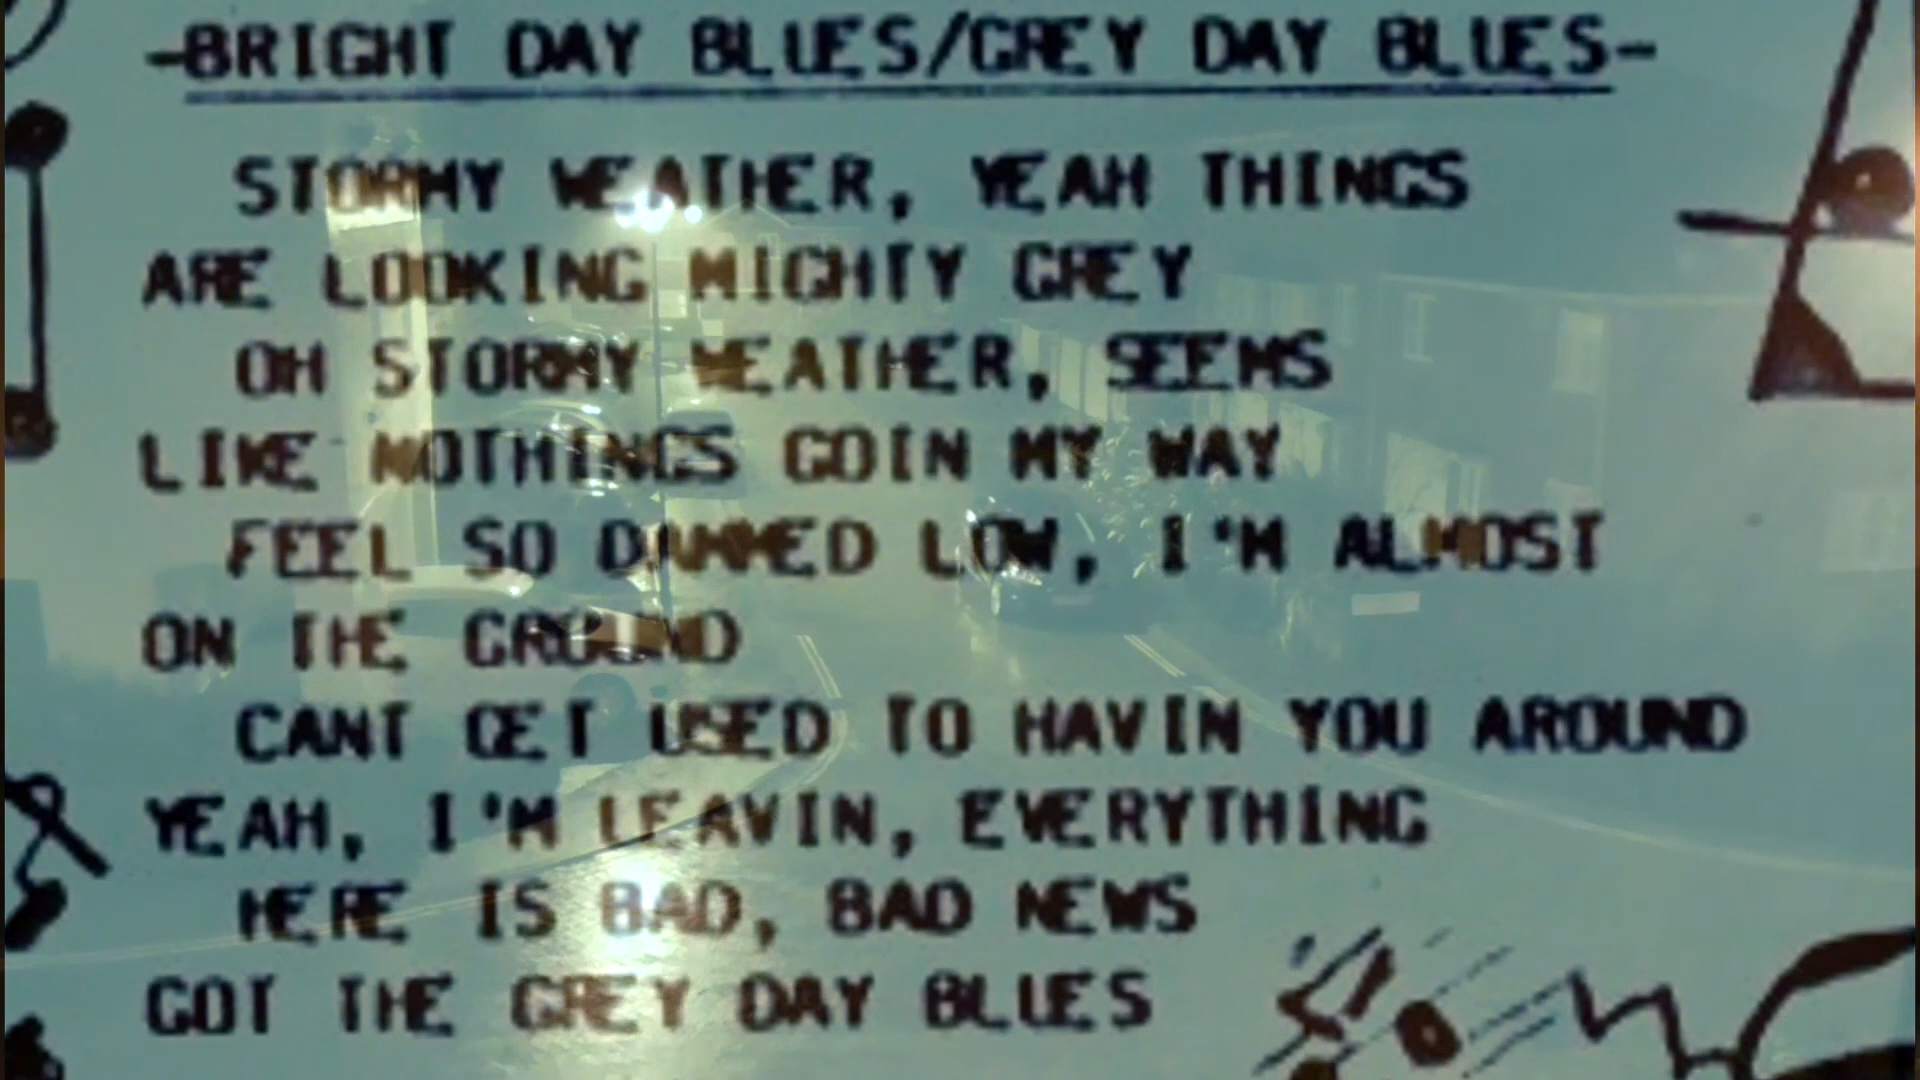 -BRIGHT DAY BLUES/GREY DAY BLUES-
STORMY WEATHER, YEAH THINGS
ARE LOOKING MIGHTY GREY
OH STORMY WEATHER, SEEMS
LIKE NOTHINGS GOIN MY WAY
FEEL SO DAMMED LOW, I'M ALMOST
ON THE GROUND
CANT GET USED TO HAVIN YOU AROUND
YEAH, I'M LEAVIN, EVERYTHING
HERE IS BAD, BAD NEWS
GOT THE GREY DAY BLUES